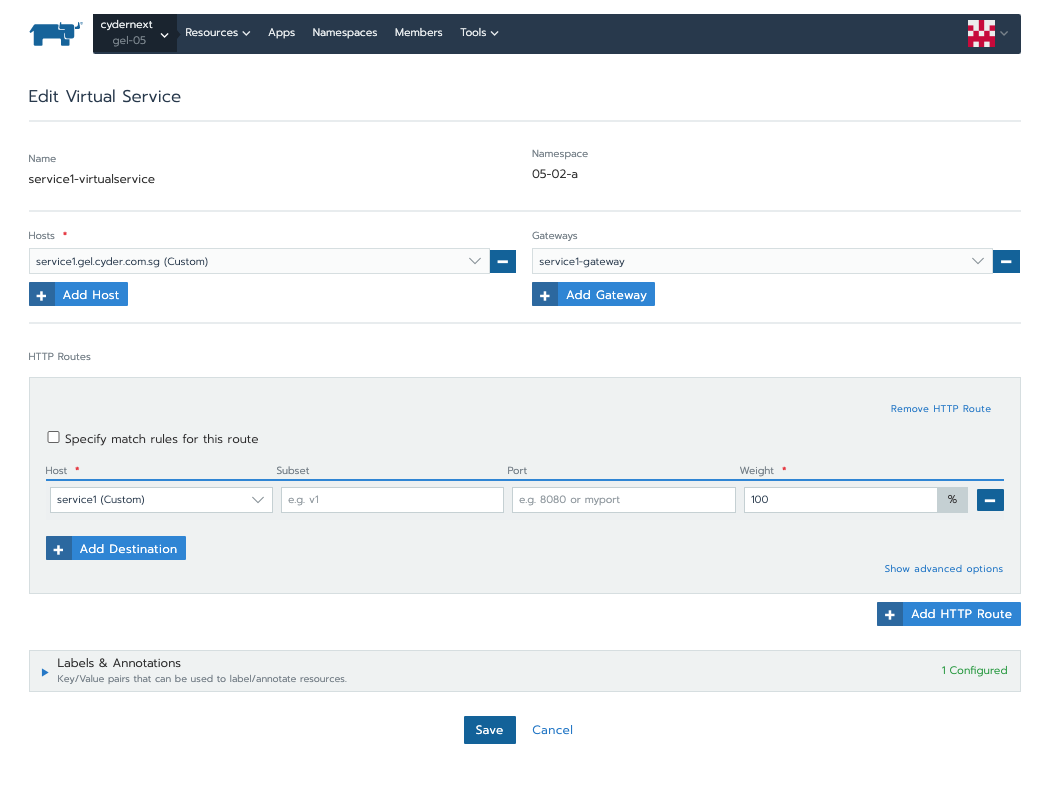 cydernext
gel-05
Resources Apps Namespaces Members Tools
Edit Virtual Service
Name
service1-virtualservice
Namespace
05-02-a
Hosts *
service1.gel.cyder.com.sg (Custom)
+ Add Host
Gateways
service1-gateway
+ Add Gateway
HTTP Routes
Remove HTTP Route
Specify match rules for this route
Host * Subset Port Weight *
service1 (Custom) e.g. v1 e.g. 8080 or myport 100 %
+ Add Destination
Show advanced options
+ Add HTTP Route
Labels & Annotations
Key/Value pairs that can be used to label/annotate resources.
1 Configured
Save Cancel